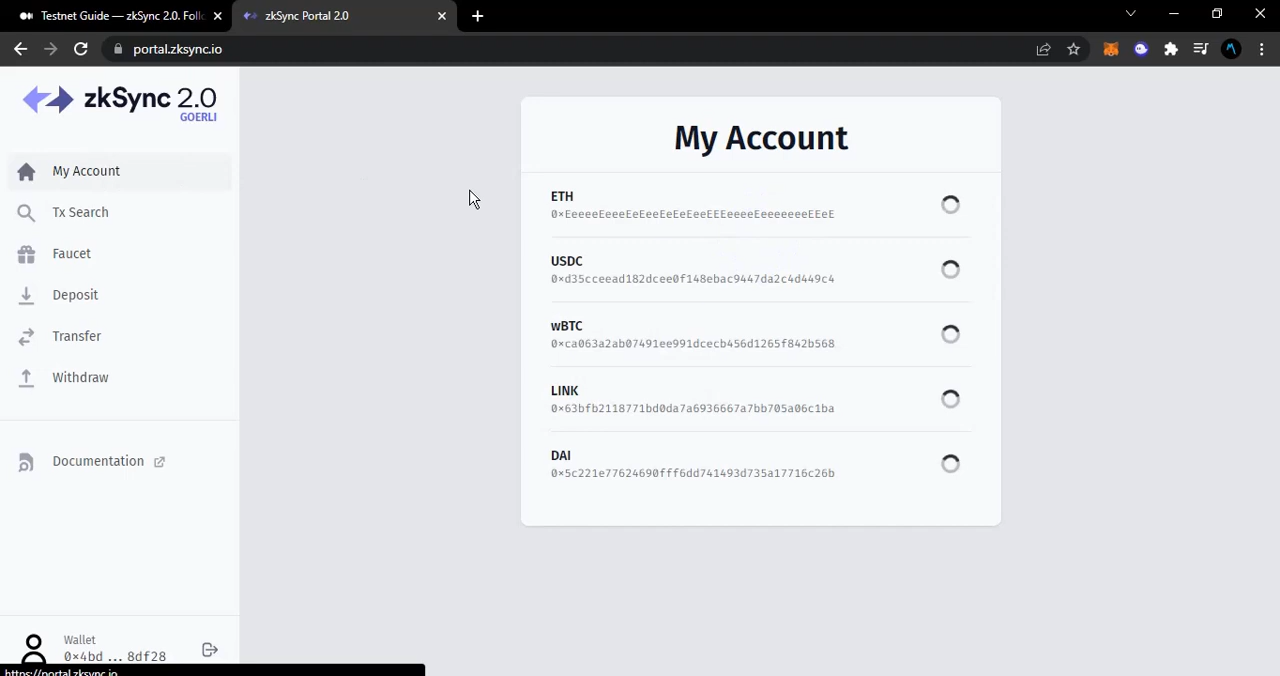 Testnet Guide — zkSync 2.0. Foll
zkSync Portal 2.0
portal.zksync.io
zkSync 2.0
GOERLI
My Account
Tx Search
Faucet
Deposit
Transfer
Withdraw
Documentation
Wallet
0×4bd ... 8df28
https://portal.zksync.io
My Account
ETH
0×EeeeeEeeeEeEeeEeEeEeeEEEeeeeEeeeeeeeEEeE
USDC
0×d35cceead182dcee0f148ebac9447da2c4d449c4
wBTC
0×ca063a2ab07491ee991dcecb456d1265f842b568
LINK
0×63bfb2118771bd0da7a6936667a7bb705a06c1ba
DAI
0×5c221e77624690fff6dd741493d735a17716c26b